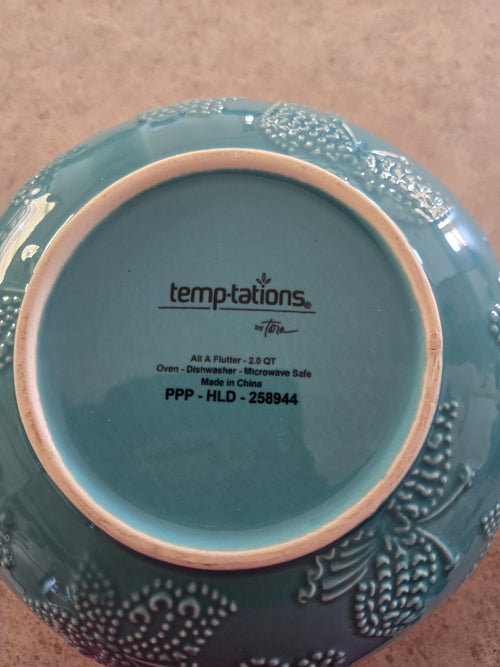 temp-tations®
by Tara
All A Flutter - 2.0 QT
Oven - Dishwasher - Microwave Safe
Made in China
PPP - HLD - 258944